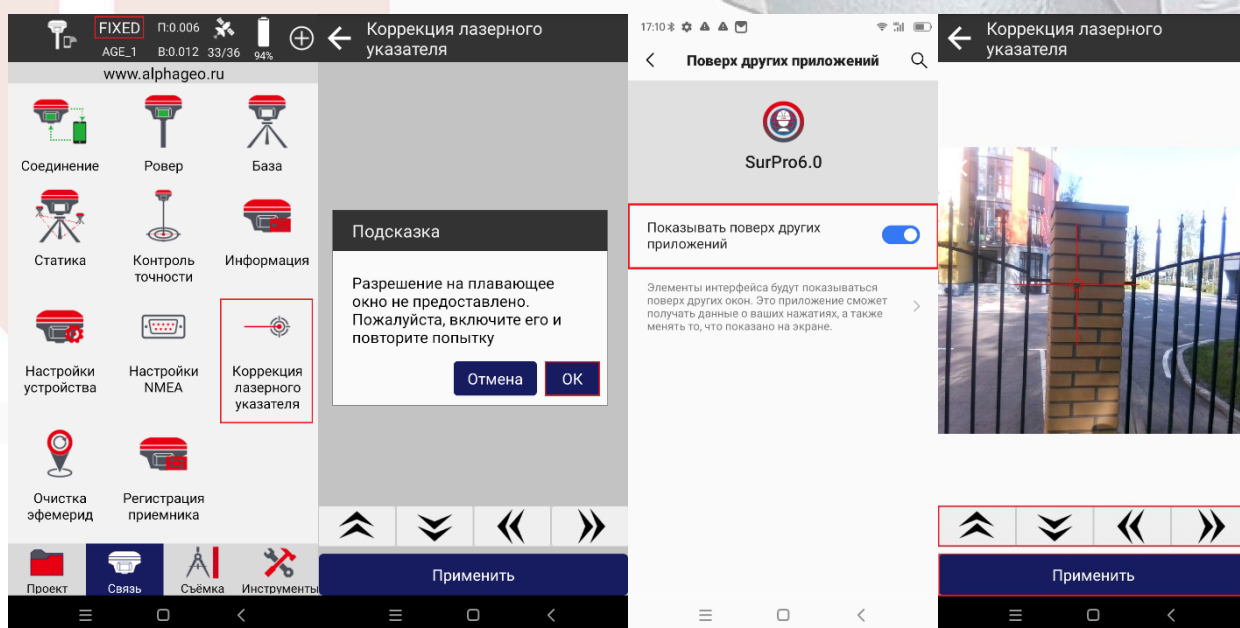 FIXED П:0.006
AGE_1 В:0.012 33/36 94%
www.alphageo.ru
Соединение
Ровер
База
Статика
Контроль
точности
Информация
Настройки
устройства
Настройки
NMEA
Коррекция
лазерного
указателя
Очистка
эфемерид
Регистрация
приемника
Проект
Связь
Съёмка
Инструменты
Коррекция лазерного
указателя
Подсказка
Разрешение на плавающее
окно не предоставлено.
Пожалуйста, включите его и
повторите попытку
Отмена
ОК
Применить
17:10
Поверх других приложений
SurPro6.0
Показывать поверх других
приложений
Элементы интерфейса будут показываться
поверх других окон. Это приложение сможет
получать данные о ваших нажатиях, а также
менять то, что показано на экране.
Коррекция лазерного
указателя
Применить